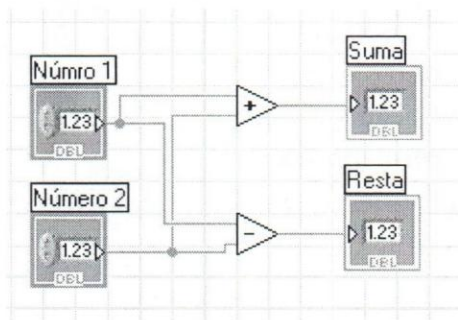 Númro 1
1.23
DBL
Número 2
1.23
DBL
+
-
Suma
1.23
DBL
Resta
1.23
DBL